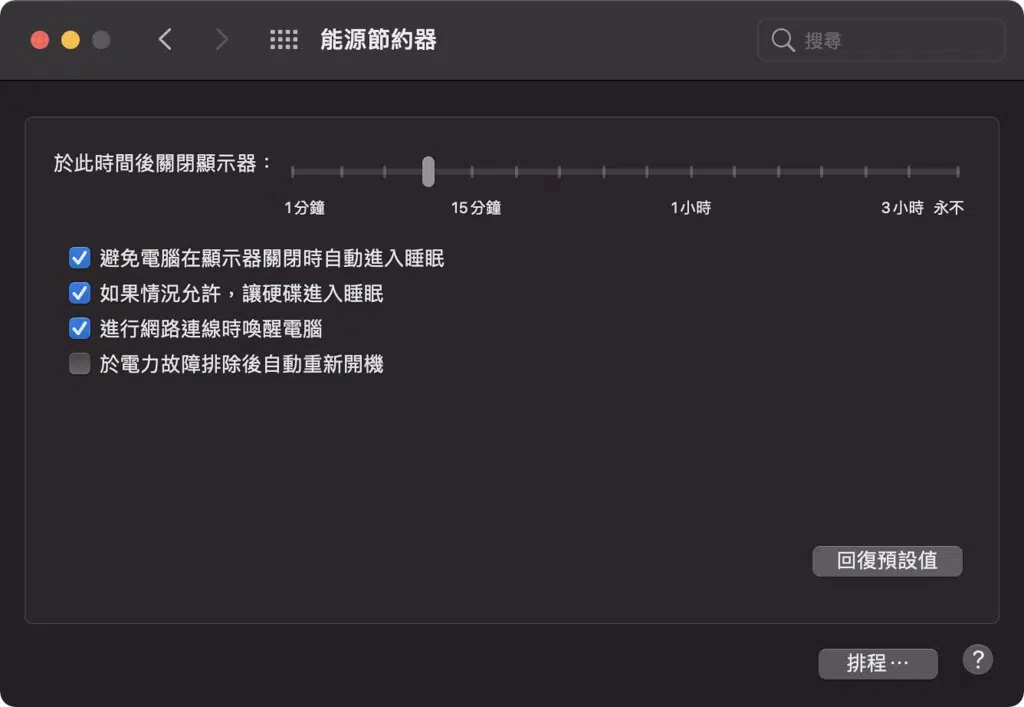 能源節約器
搜尋
於此時間後關閉顯示器：
1分鐘 15分鐘 1小時 3小時 永不
避免電腦在顯示器關閉時自動進入睡眠
如果情況允許，讓硬碟進入睡眠
進行網路連線時喚醒電腦
於電力故障排除後自動重新開機
回復預設值
排程⋯
?